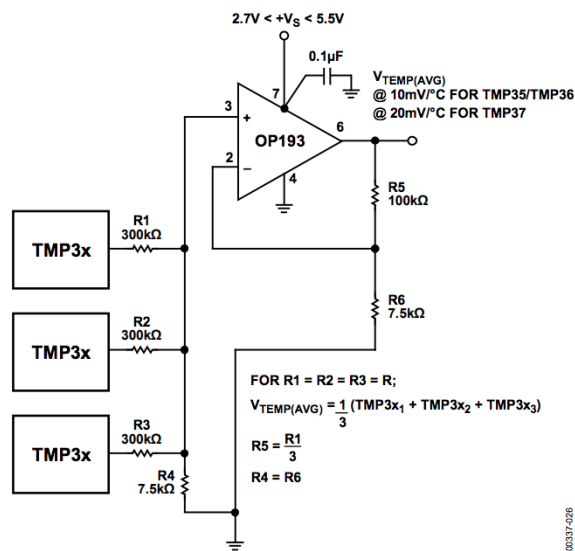 2.7V < +VS < 5.5V
0.1µF
VTEMP(AVG)
@ 10mV/°C FOR TMP35/TMP36
@ 20mV/°C FOR TMP37
7
3
+
OP193
6
2
–
4
R5
100kΩ
R1
300kΩ
TMP3x
R2
300kΩ
TMP3x
R6
7.5kΩ
R3
300kΩ
TMP3x
R4
7.5kΩ
FOR R1 = R2 = R3 = R;
VTEMP(AVG) = 1/3 (TMP3x1 + TMP3x2 + TMP3x3)
R5 = R1/3
R4 = R6
00337-026